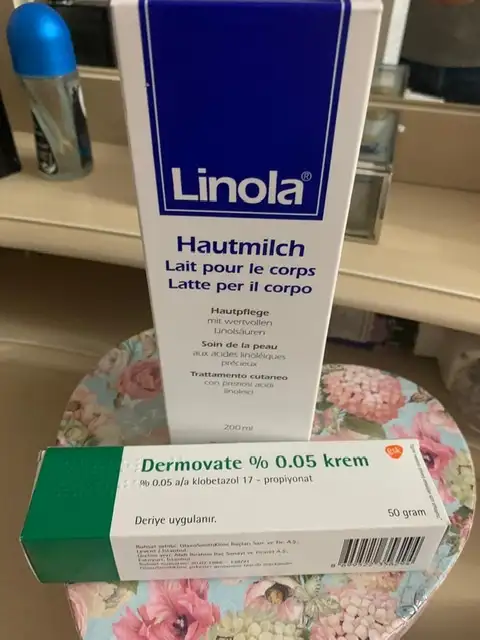 Linola®
Hautmilch
Lait pour le corps
Latte per il corpo
Hautpflege
mit wertvollen
Linolsäuren
Soin de la peau
aux acides linoléiques
précieux
Trattamento cutaneo
con preziosi acidi
linoleici
200 ml
Dermovate % 0.05 krem
gsk
% 0.05 a/a klobetazol 17 - propiyonat
Deriye uygulanır.
50 gram